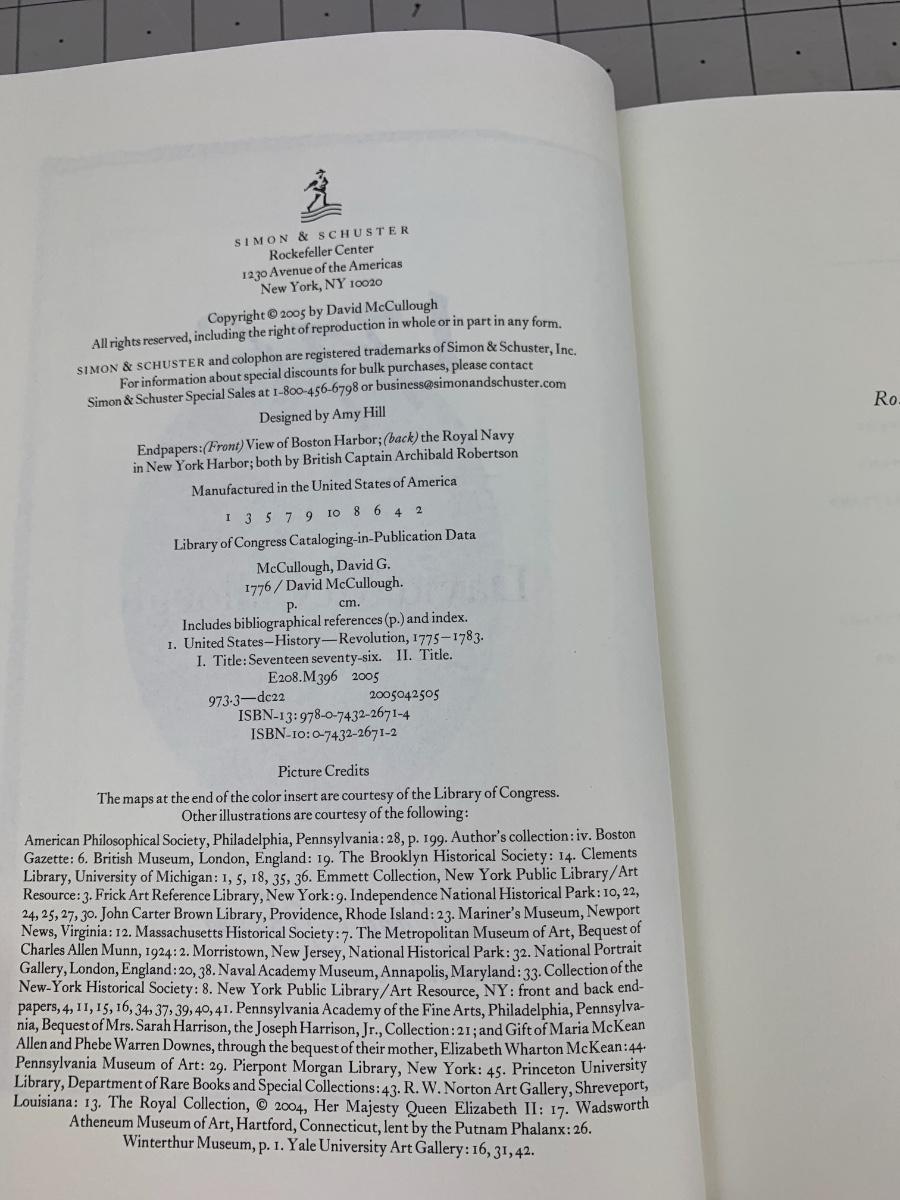 SIMON & SCHUSTER
Rockefeller Center
1230 Avenue of the Americas
New York, NY 10020
Copyright © 2005 by David McCullough
All rights reserved, including the right of reproduction in whole or in part in any form.
SIMON & SCHUSTER and colophon are registered trademarks of Simon & Schuster, Inc.
For information about special discounts for bulk purchases, please contact
Simon & Schuster Special Sales at 1-800-456-6798 or business@simonandschuster.com
Designed by Amy Hill
Endpapers: (Front) View of Boston Harbor; (back) the Royal Navy
in New York Harbor; both by British Captain Archibald Robertson
Manufactured in the United States of America
1 3 5 7 9 10 8 6 4 2
Library of Congress Cataloging-in-Publication Data
McCullough, David G.
1776 / David McCullough.
p. cm.
Includes bibliographical references (p.) and index.
1. United States—History—Revolution, 1775–1783.
I. Title: Seventeen seventy-six. II. Title.
E208.M396 2005
973.3—dc22 2005042505
ISBN-13: 978-0-7432-2671-4
ISBN-10: 0-7432-2671-2
Picture Credits
The maps at the end of the color insert are courtesy of the Library of Congress.
Other illustrations are courtesy of the following:
American Philosophical Society, Philadelphia, Pennsylvania: 28, p. 199. Author's collection: iv. Boston
Gazette: 6. British Museum, London, England: 19. The Brooklyn Historical Society: 14. Clements
Library, University of Michigan: 1, 5, 18, 35, 36. Emmett Collection, New York Public Library/Art
Resource: 3. Frick Art Reference Library, New York: 9. Independence National Historical Park: 10, 22,
24, 25, 27, 30. John Carter Brown Library, Providence, Rhode Island: 23. Mariner's Museum, Newport
News, Virginia: 12. Massachusetts Historical Society: 7. The Metropolitan Museum of Art, Bequest of
Charles Allen Munn, 1924: 2. Morristown, New Jersey, National Historical Park: 32. National Portrait
Gallery, London, England: 20, 38. Naval Academy Museum, Annapolis, Maryland: 33. Collection of the
New-York Historical Society: 8. New York Public Library/Art Resource, NY: front and back end-
papers, 4, 11, 15, 16, 34, 37, 39, 40, 41. Pennsylvania Academy of the Fine Arts, Philadelphia, Pennsylva-
nia, Bequest of Mrs. Sarah Harrison, the Joseph Harrison, Jr., Collection: 21; and Gift of Maria McKean
Allen and Phebe Warren Downes, through the bequest of their mother, Elizabeth Wharton McKean: 44.
Pennsylvania Museum of Art: 29. Pierpont Morgan Library, New York: 45. Princeton University
Library, Department of Rare Books and Special Collections: 43. R. W. Norton Art Gallery, Shreveport,
Louisiana: 13. The Royal Collection, © 2004, Her Majesty Queen Elizabeth II: 17. Wadsworth
Atheneum Museum of Art, Hartford, Connecticut, lent by the Putnam Phalanx: 26.
Winterthur Museum, p. 1. Yale University Art Gallery: 16, 31, 42.